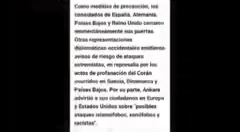 Como medidas de precaución, los
consulados de España, Alemania,
Países Bajos y Reino Unido cerraron
momentáneamente sus puertas.
Otras representaciones
diplomáticas occidentales emitieron
avisos de riesgo de ataques
extremistas, en represalia por los
actos de profanación del Corán
ocurridos en Suecia, Dinamarca y
Países Bajos. Por su parte, Ankara
advirtió a sus ciudadanos en Europa
y Estados Unidos sobre "posibles
ataques islamófobos, xenófobos y
racistas".